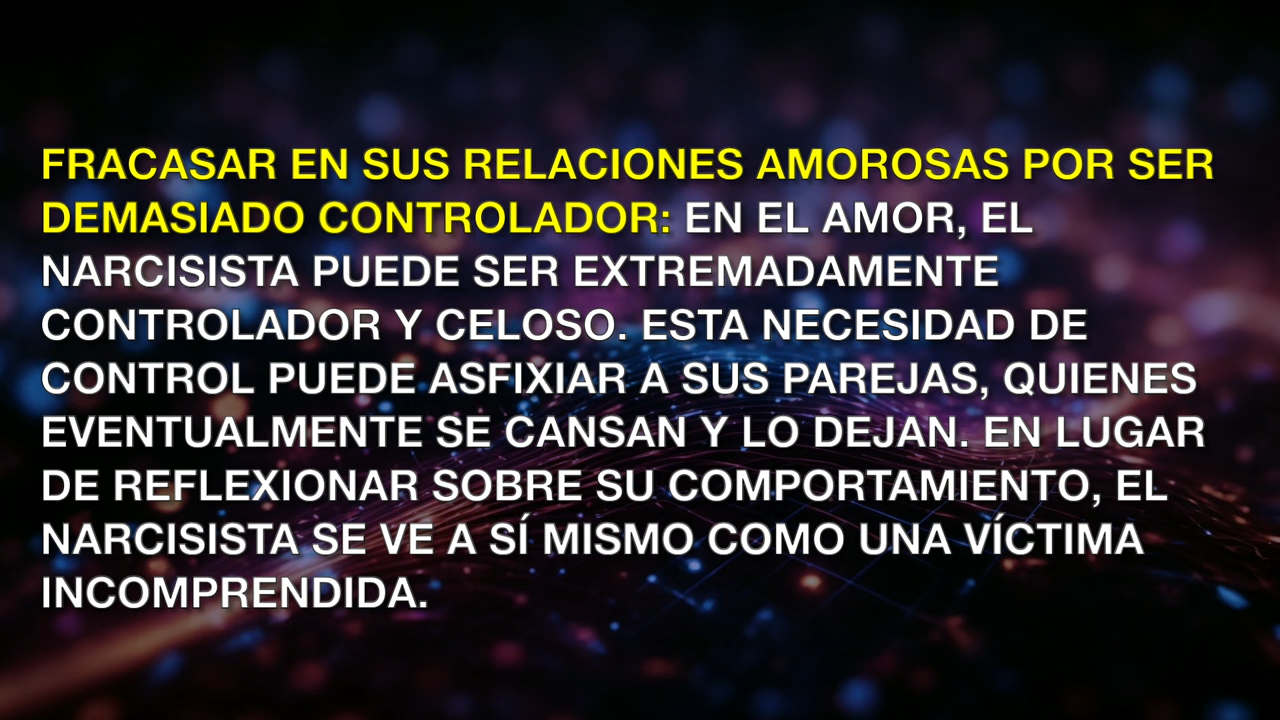 FRACASAR EN SUS RELACIONES AMOROSAS POR SER
DEMASIADO CONTROLADOR: EN EL AMOR, EL
NARCISISTA PUEDE SER EXTREMADAMENTE
CONTROLADOR Y CELOSO. ESTA NECESIDAD DE
CONTROL PUEDE ASFIXIAR A SUS PAREJAS, QUIENES
EVENTUALMENTE SE CANSAN Y LO DEJAN. EN LUGAR
DE REFLEXIONAR SOBRE SU COMPORTAMIENTO, EL
NARCISISTA SE VE A SÍ MISMO COMO UNA VÍCTIMA
INCOMPRENDIDA.